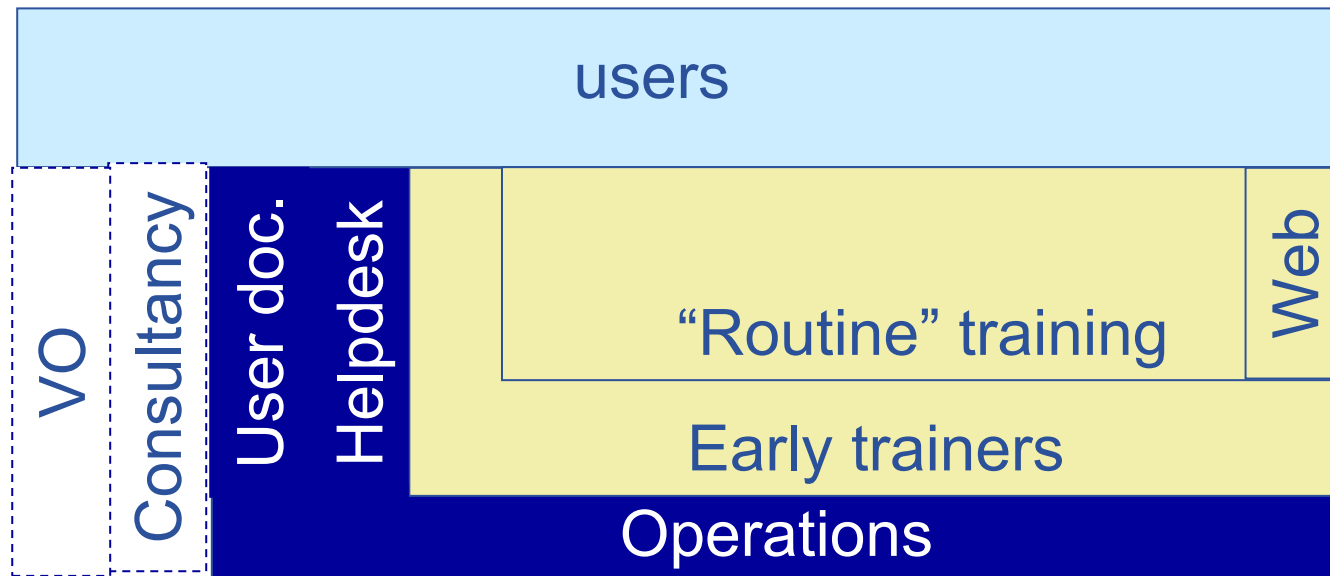 users
VO
Consultancy
User doc.
Helpdesk
“Routine” training
Web
Early trainers
Operations